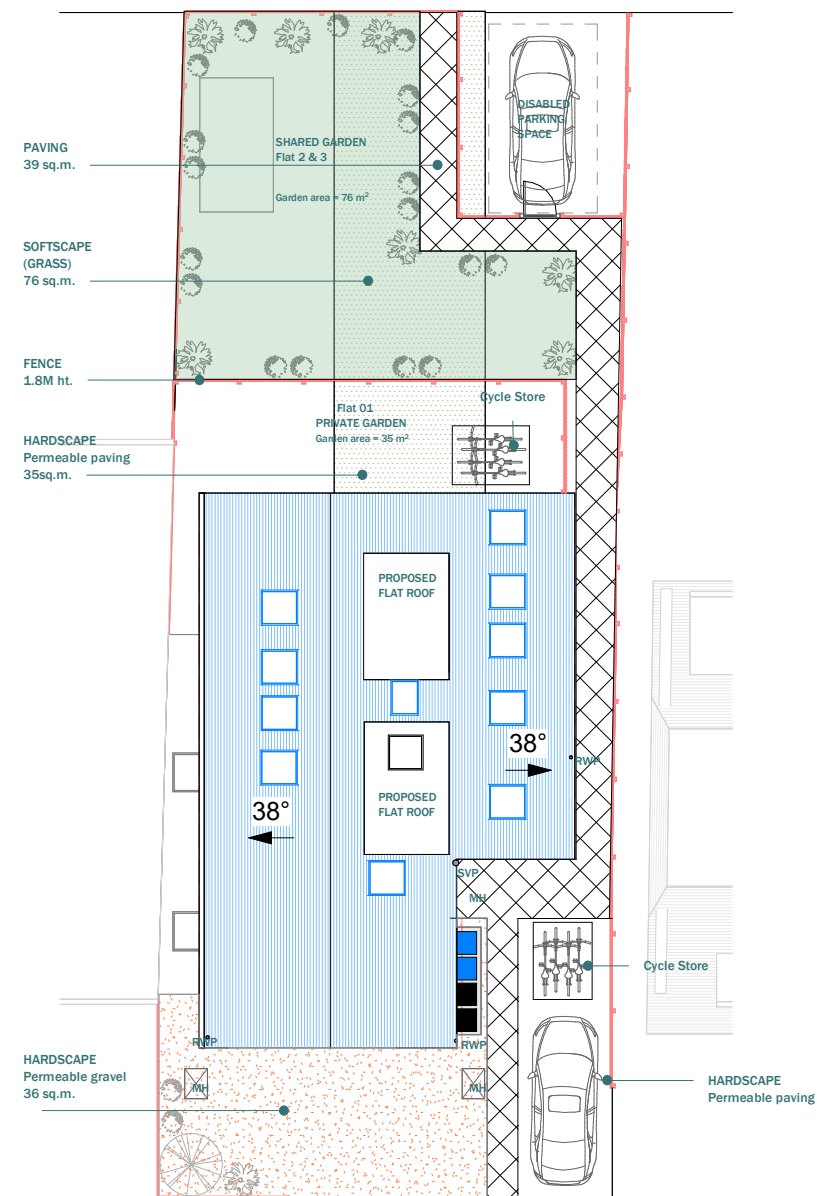 DISABLED
PARKING
SPACE
SHARED GARDEN
Flat 2 & 3
Garden area = 76 m²
PAVING
39 sq.m.
SOFTSCAPE
(GRASS)
76 sq.m.
FENCE
1.8M ht.
Cycle Store
Flat 01
PRIVATE GARDEN
Garden area = 35 m²
HARDSCAPE
Permeable paving
35sq.m.
PROPOSED
FLAT ROOF
38°
RWP
PROPOSED
FLAT ROOF
38°
SVP
MH
Cycle Store
RWP
RWP
HARDSCAPE
Permeable gravel
36 sq.m.
MH
MH
HARDSCAPE
Permeable paving